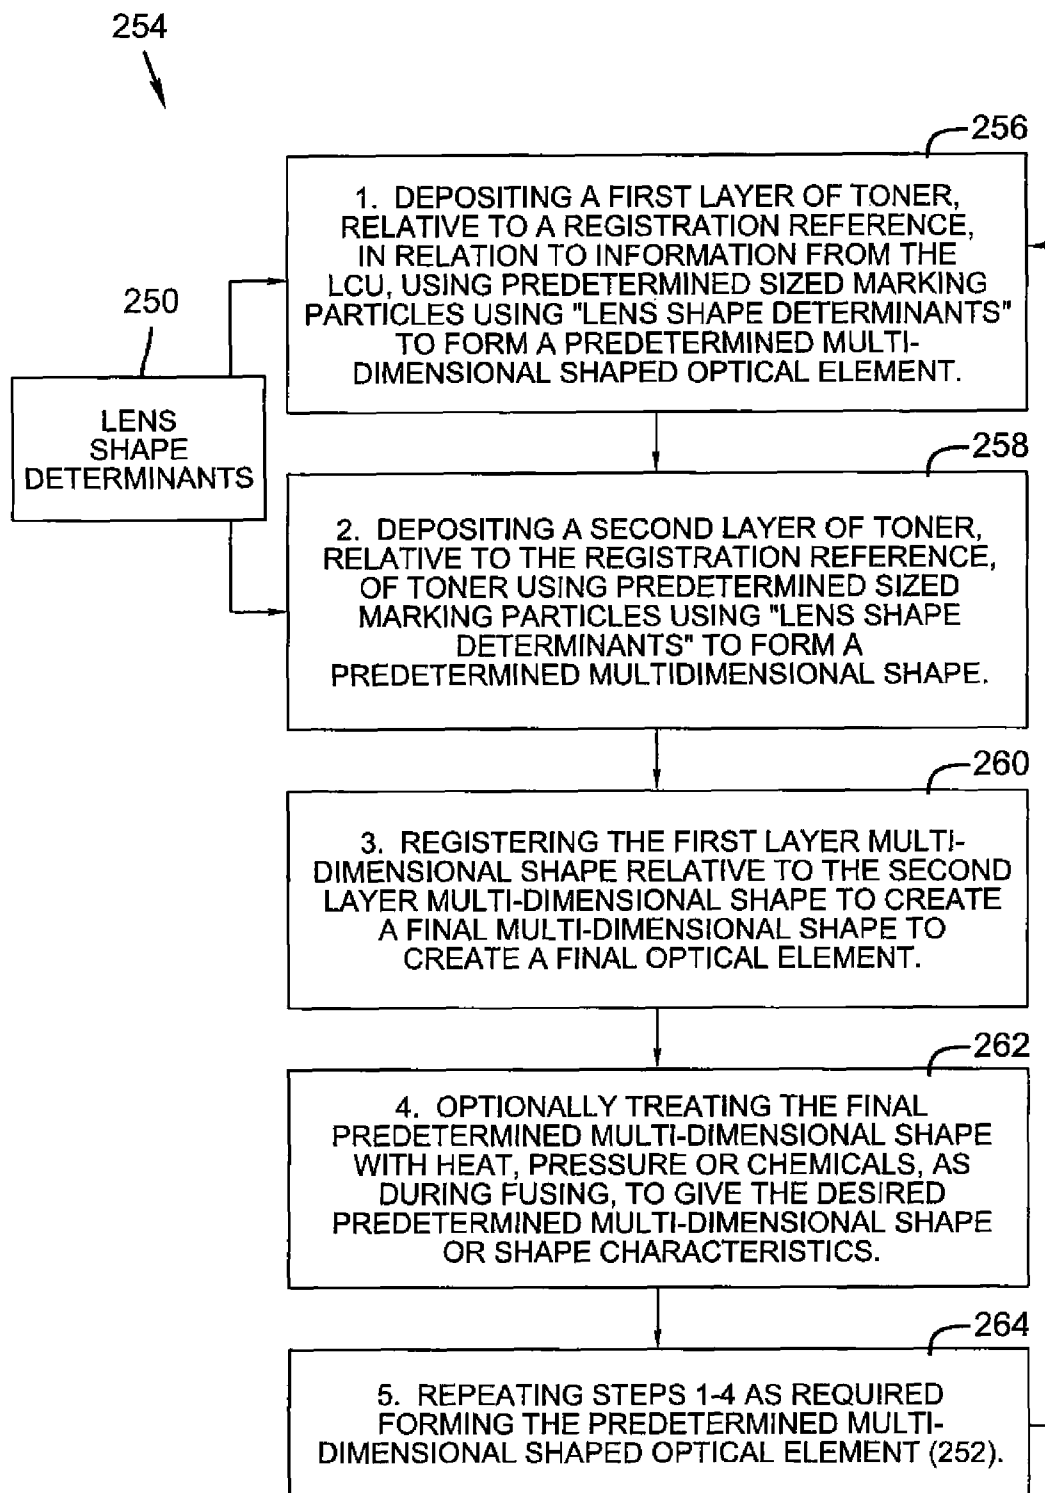 254
256
1. DEPOSITING A FIRST LAYER OF TONER,
RELATIVE TO A REGISTRATION REFERENCE,
IN RELATION TO INFORMATION FROM THE
LCU, USING PREDETERMINED SIZED MARKING
PARTICLES USING "LENS SHAPE DETERMINANTS"
TO FORM A PREDETERMINED MULTI-
DIMENSIONAL SHAPED OPTICAL ELEMENT.
250
LENS
SHAPE
DETERMINANTS
258
2. DEPOSITING A SECOND LAYER OF TONER,
RELATIVE TO THE REGISTRATION REFERENCE,
OF TONER USING PREDETERMINED SIZED
MARKING PARTICLES USING "LENS SHAPE
DETERMINANTS" TO FORM A
PREDETERMINED MULTIDIMENSIONAL SHAPE.
260
3. REGISTERING THE FIRST LAYER MULTI-
DIMENSIONAL SHAPE RELATIVE TO THE SECOND
LAYER MULTI-DIMENSIONAL SHAPE TO CREATE
A FINAL MULTI-DIMENSIONAL SHAPE TO
CREATE A FINAL OPTICAL ELEMENT.
262
4. OPTIONALLY TREATING THE FINAL
PREDETERMINED MULTI-DIMENSIONAL SHAPE
WITH HEAT, PRESSURE OR CHEMICALS, AS
DURING FUSING, TO GIVE THE DESIRED
PREDETERMINED MULTI-DIMENSIONAL SHAPE
OR SHAPE CHARACTERISTICS.
264
5. REPEATING STEPS 1-4 AS REQUIRED
FORMING THE PREDETERMINED MULTI-
DIMENSIONAL SHAPED OPTICAL ELEMENT (252).